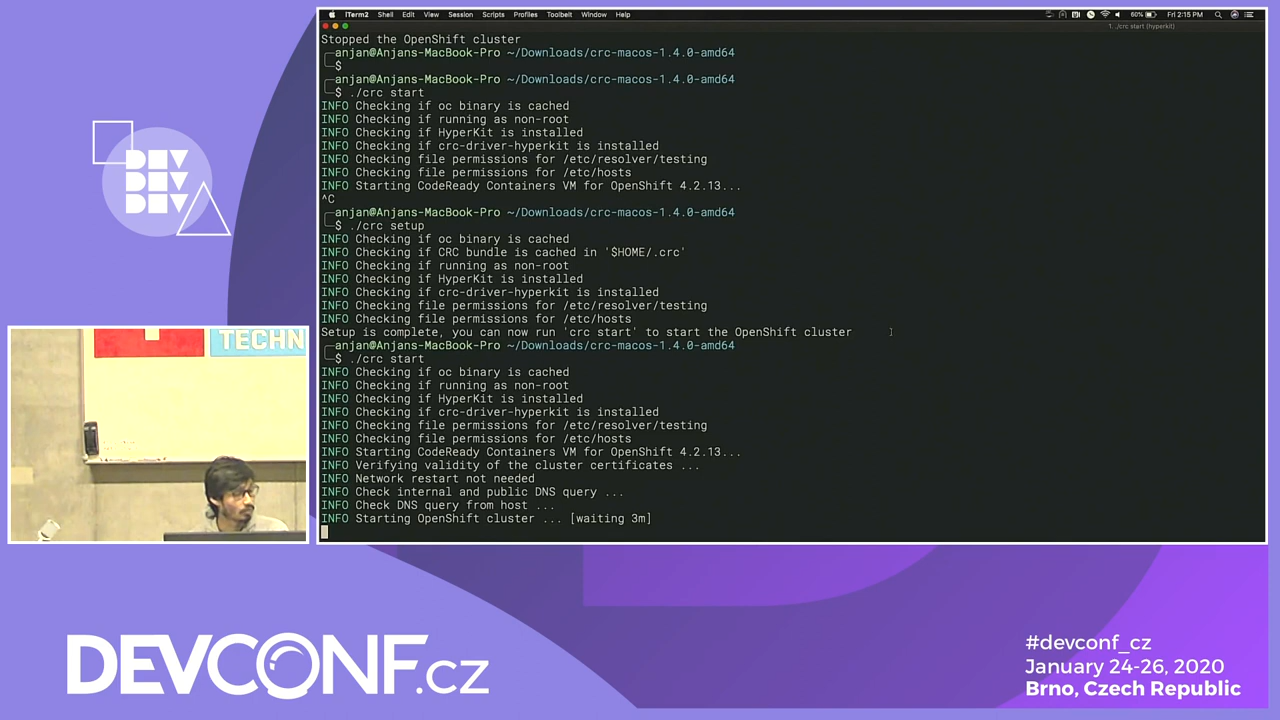 iTerm2 Shell Edit View Session Scripts Profiles Toolbelt Window Help 60% Fri 2:15 PM
1. ./crc start (hyperkit)
Stopped the OpenShift cluster
anjan@Anjans-MacBook-Pro ~/Downloads/crc-macos-1.4.0-amd64
$
anjan@Anjans-MacBook-Pro ~/Downloads/crc-macos-1.4.0-amd64
$ ./crc start
INFO Checking if oc binary is cached
INFO Checking if running as non-root
INFO Checking if HyperKit is installed
INFO Checking if crc-driver-hyperkit is installed
INFO Checking file permissions for /etc/resolver/testing
INFO Checking file permissions for /etc/hosts
INFO Starting CodeReady Containers VM for OpenShift 4.2.13...
^C
anjan@Anjans-MacBook-Pro ~/Downloads/crc-macos-1.4.0-amd64
$ ./crc setup
INFO Checking if oc binary is cached
INFO Checking if CRC bundle is cached in '$HOME/.crc'
INFO Checking if running as non-root
INFO Checking if HyperKit is installed
INFO Checking if crc-driver-hyperkit is installed
INFO Checking file permissions for /etc/resolver/testing
INFO Checking file permissions for /etc/hosts
Setup is complete, you can now run 'crc start' to start the OpenShift cluster
anjan@Anjans-MacBook-Pro ~/Downloads/crc-macos-1.4.0-amd64
$ ./crc start
INFO Checking if oc binary is cached
INFO Checking if running as non-root
INFO Checking if HyperKit is installed
INFO Checking if crc-driver-hyperkit is installed
INFO Checking file permissions for /etc/resolver/testing
INFO Checking file permissions for /etc/hosts
INFO Starting CodeReady Containers VM for OpenShift 4.2.13...
INFO Verifying validity of the cluster certificates ...
INFO Network restart not needed
INFO Check internal and public DNS query ...
INFO Check DNS query from host ...
INFO Starting OpenShift cluster ... [waiting 3m]
DEV
DEV
DEV
TECHN
DEVCONF.cz
#devconf_cz
January 24-26, 2020
Brno, Czech Republic